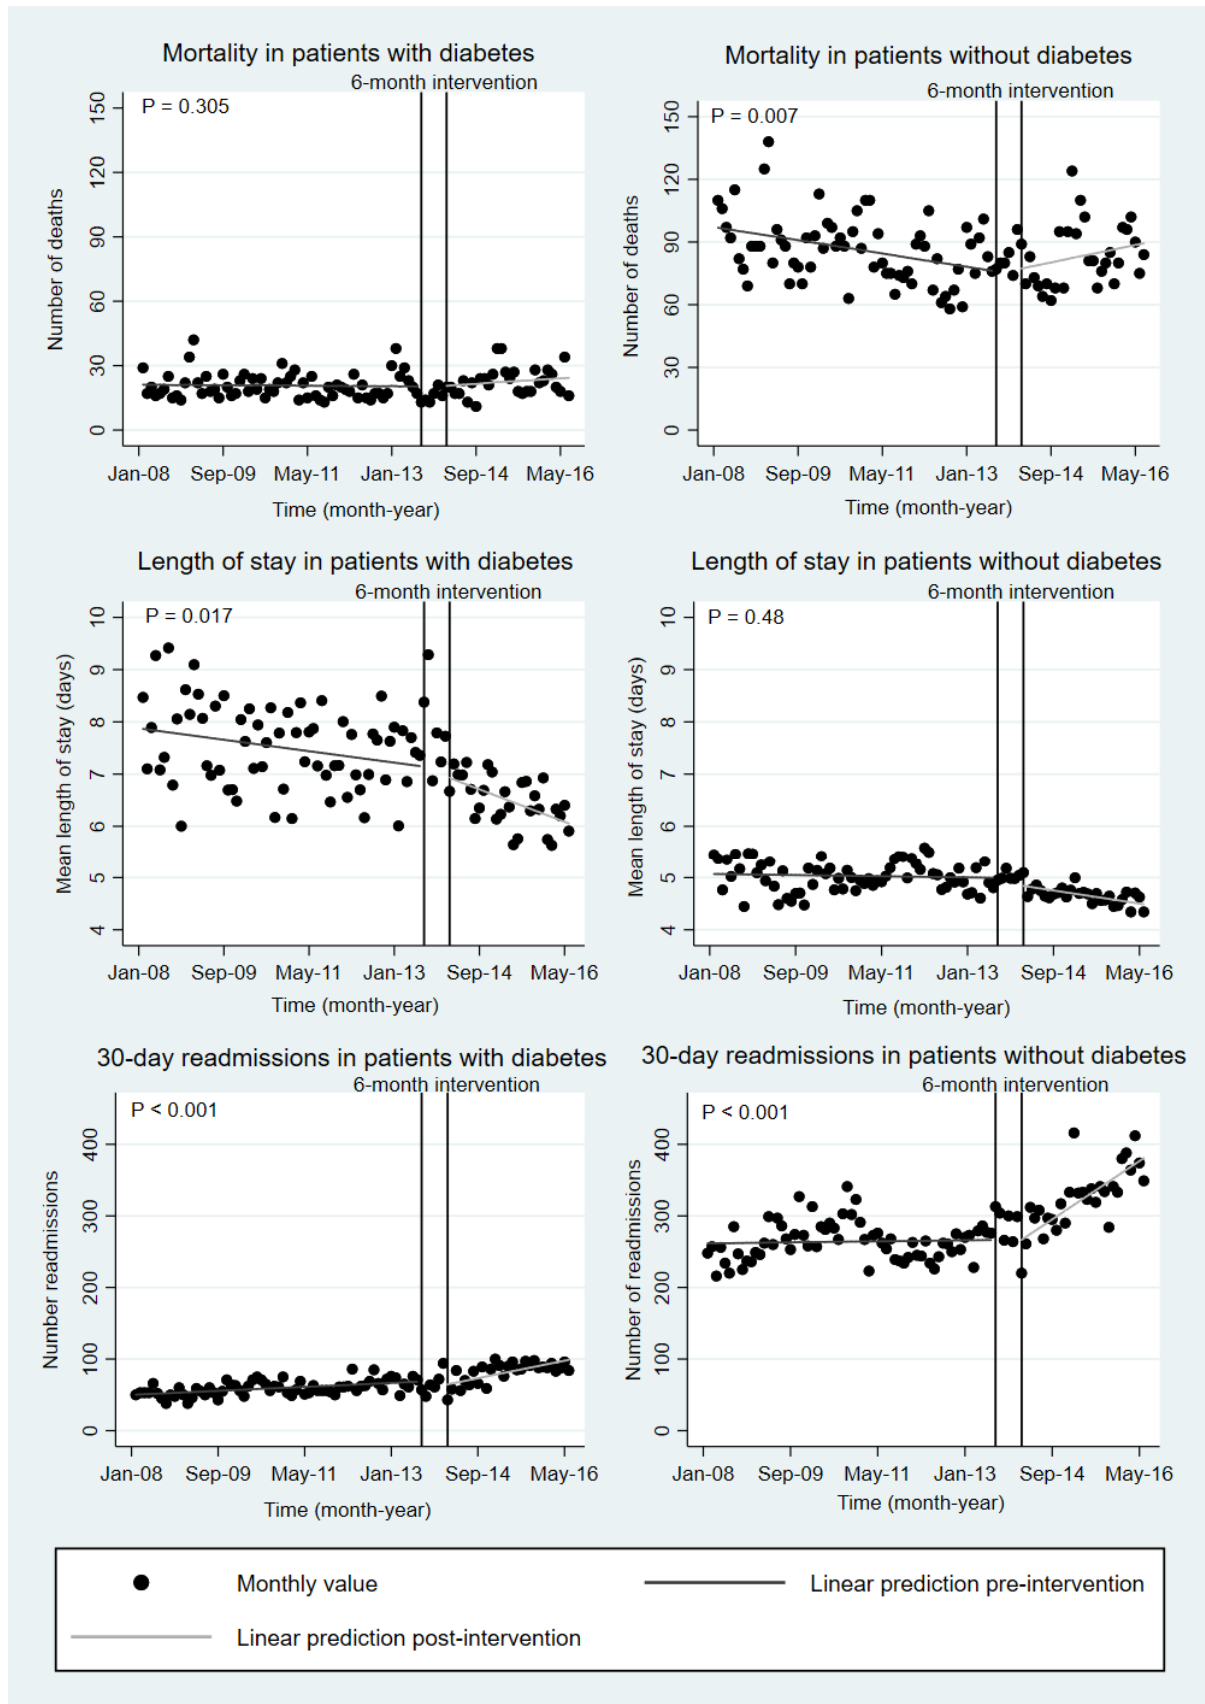 Mortality in patients with diabetes
6-month intervention
P = 0.305
Number of deaths
150
120
90
60
30
0
Jan-08 Sep-09 May-11 Jan-13 Sep-14 May-16
Time (month-year)
Mortality in patients without diabetes
6-month intervention
P = 0.007
Number of deaths
150
120
90
60
30
0
Jan-08 Sep-09 May-11 Jan-13 Sep-14 May-16
Time (month-year)
Length of stay in patients with diabetes
6-month intervention
P = 0.017
Mean length of stay (days)
10
9
8
7
6
5
4
Jan-08 Sep-09 May-11 Jan-13 Sep-14 May-16
Time (month-year)
Length of stay in patients without diabetes
6-month intervention
P = 0.48
Mean length of stay (days)
10
9
8
7
6
5
4
Jan-08 Sep-09 May-11 Jan-13 Sep-14 May-16
Time (month-year)
30-day readmissions in patients with diabetes
6-month intervention
P < 0.001
Number readmissions
400
300
200
100
0
Jan-08 Sep-09 May-11 Jan-13 Sep-14 May-16
Time (month-year)
30-day readmissions in patients without diabetes
6-month intervention
P < 0.001
Number of readmissions
400
300
200
100
0
Jan-08 Sep-09 May-11 Jan-13 Sep-14 May-16
Time (month-year)
Monthly value
Linear prediction pre-intervention
Linear prediction post-intervention